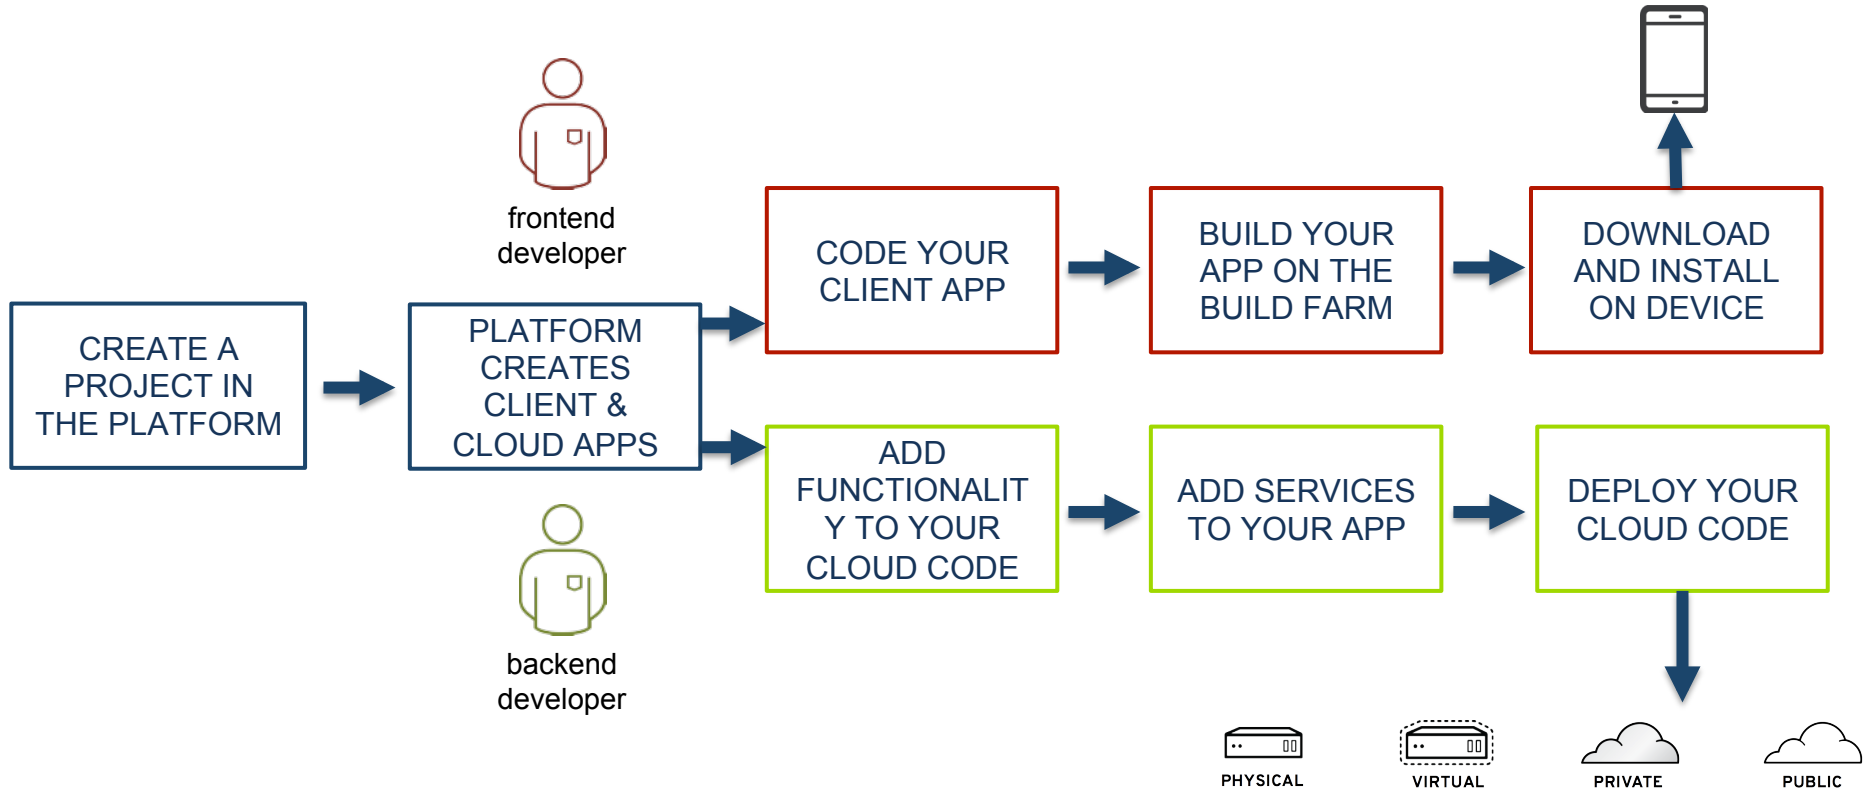 frontend
developer
CREATE A
PROJECT IN
THE PLATFORM
PLATFORM
CREATES
CLIENT &
CLOUD APPS
CODE YOUR
CLIENT APP
BUILD YOUR
APP ON THE
BUILD FARM
DOWNLOAD
AND INSTALL
ON DEVICE
ADD
FUNCTIONALIT
Y TO YOUR
CLOUD CODE
ADD SERVICES
TO YOUR APP
DEPLOY YOUR
CLOUD CODE
backend
developer
PHYSICAL
VIRTUAL
PRIVATE
PUBLIC